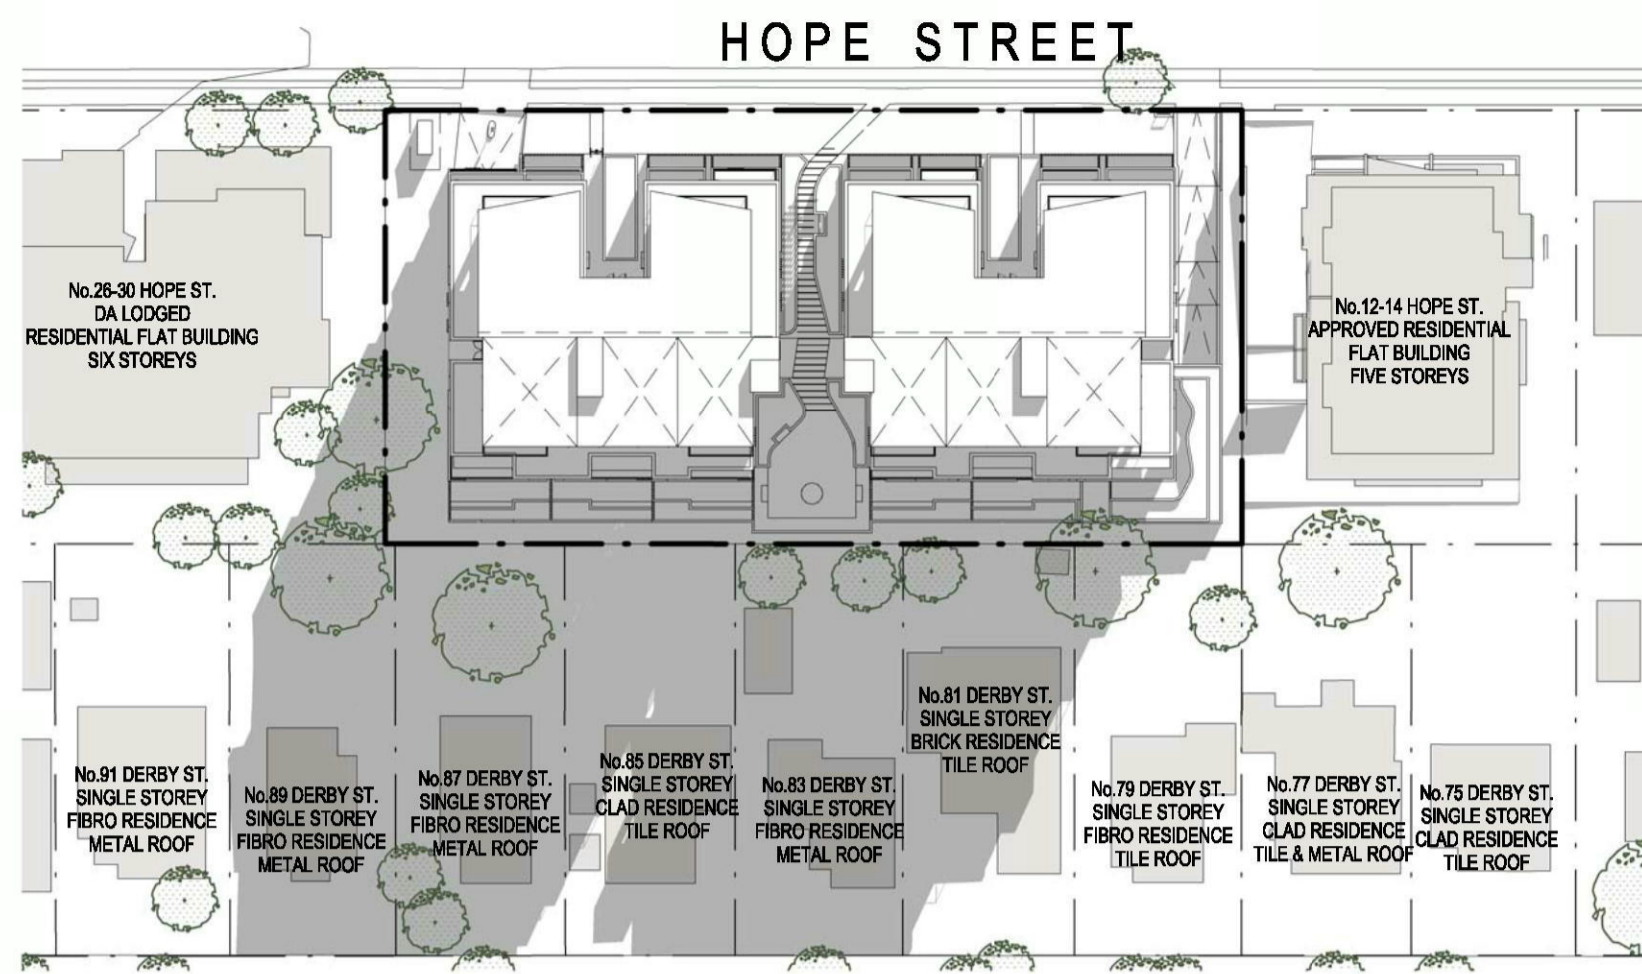 HOPE STREET
No.26-30 HOPE ST.
DA LODGED
RESIDENTIAL FLAT BUILDING
SIX STOREYS
No.12-14 HOPE ST.
APPROVED RESIDENTIAL
FLAT BUILDING
FIVE STOREYS
No.91 DERBY ST.
SINGLE STOREY
FIBRO RESIDENCE
METAL ROOF
No.89 DERBY ST.
SINGLE STOREY
FIBRO RESIDENCE
METAL ROOF
No.87 DERBY ST.
SINGLE STOREY
FIBRO RESIDENCE
METAL ROOF
No.85 DERBY ST.
SINGLE STOREY
CLAD RESIDENCE
TILE ROOF
No.83 DERBY ST.
SINGLE STOREY
FIBRO RESIDENCE
METAL ROOF
No.81 DERBY ST.
SINGLE STOREY
BRICK RESIDENCE
TILE ROOF
No.79 DERBY ST.
SINGLE STOREY
FIBRO RESIDENCE
TILE ROOF
No.77 DERBY ST.
SINGLE STOREY
CLAD RESIDENCE
TILE & METAL ROOF
No.75 DERBY ST.
SINGLE STOREY
CLAD RESIDENCE
TILE ROOF